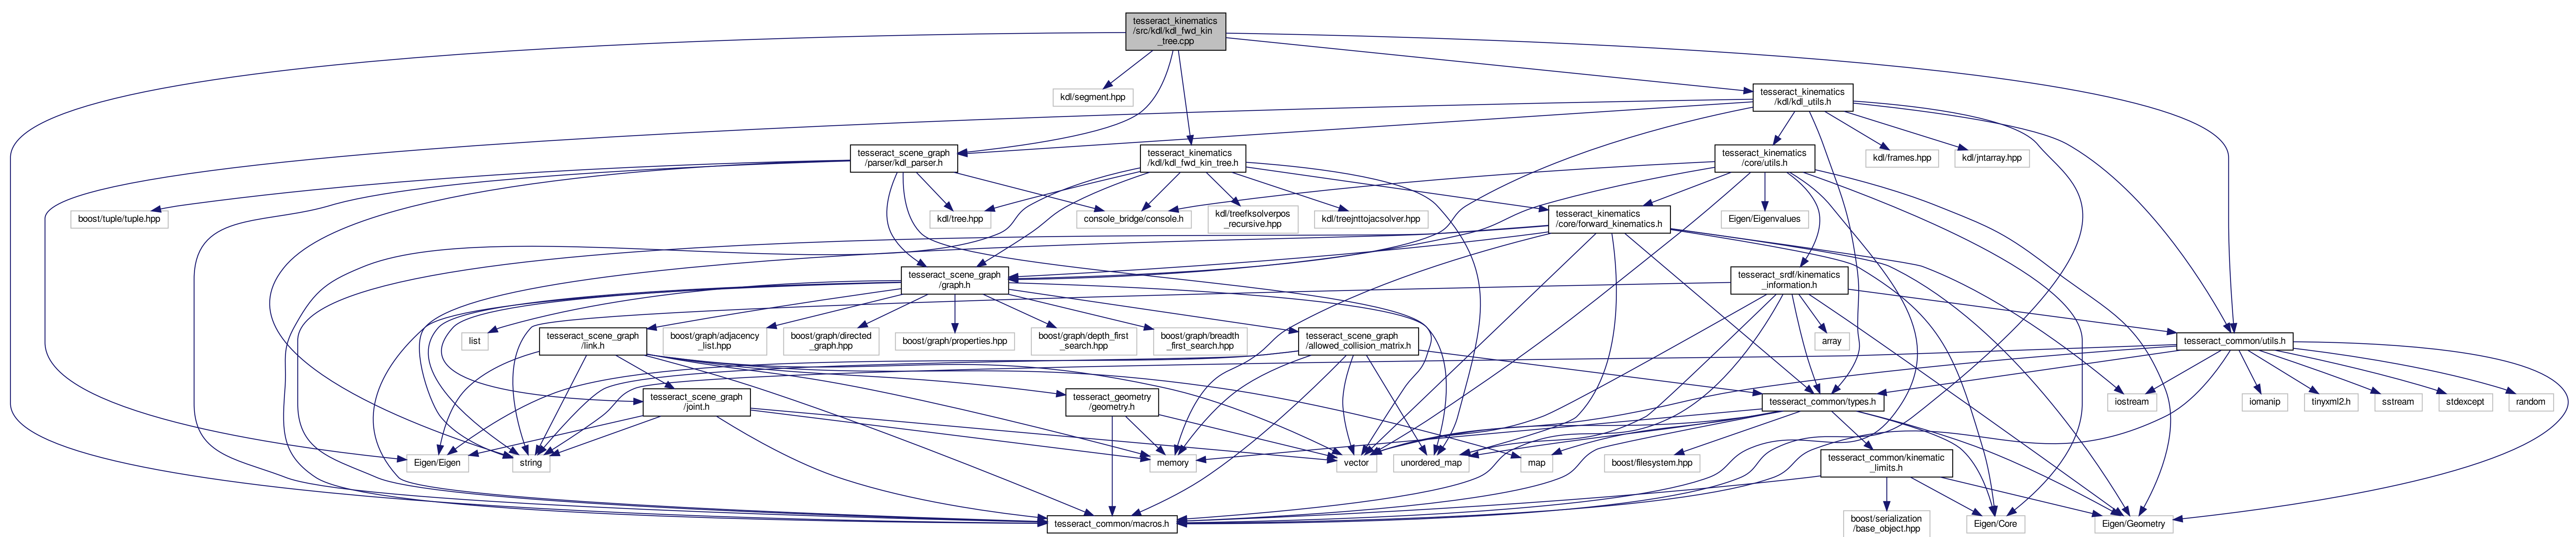 tesseract_kinematics
/src/kdl/kdl_fwd_kin
_tree.cpp
kdl/segment.hpp
tesseract_kinematics
/kdl/kdl_utils.h
tesseract_scene_graph
/parser/kdl_parser.h
tesseract_kinematics
/kdl/kdl_fwd_kin_tree.h
tesseract_kinematics
/core/utils.h
kdl/frames.hpp
kdl/jntarray.hpp
boost/tuple/tuple.hpp
kdl/tree.hpp
console_bridge/console.h
kdl/treefksolverpos
_recursive.hpp
kdl/treejnttojacsolver.hpp
tesseract_kinematics
/core/forward_kinematics.h
Eigen/Eigenvalues
tesseract_scene_graph
/graph.h
tesseract_srdf/kinematics
_information.h
list
tesseract_scene_graph
/link.h
boost/graph/adjacency
_list.hpp
boost/graph/directed
_graph.hpp
boost/graph/properties.hpp
boost/graph/depth_first
_search.hpp
boost/graph/breadth
_first_search.hpp
tesseract_scene_graph
/allowed_collision_matrix.h
array
tesseract_common/utils.h
tesseract_scene_graph
/joint.h
tesseract_geometry
/geometry.h
tesseract_common/types.h
iostream
iomanip
tinyxml2.h
sstream
stdexcept
random
Eigen/Eigen
string
memory
vector
unordered_map
map
boost/filesystem.hpp
tesseract_common/kinematic
_limits.h
tesseract_common/macros.h
boost/serialization
/base_object.hpp
Eigen/Core
Eigen/Geometry